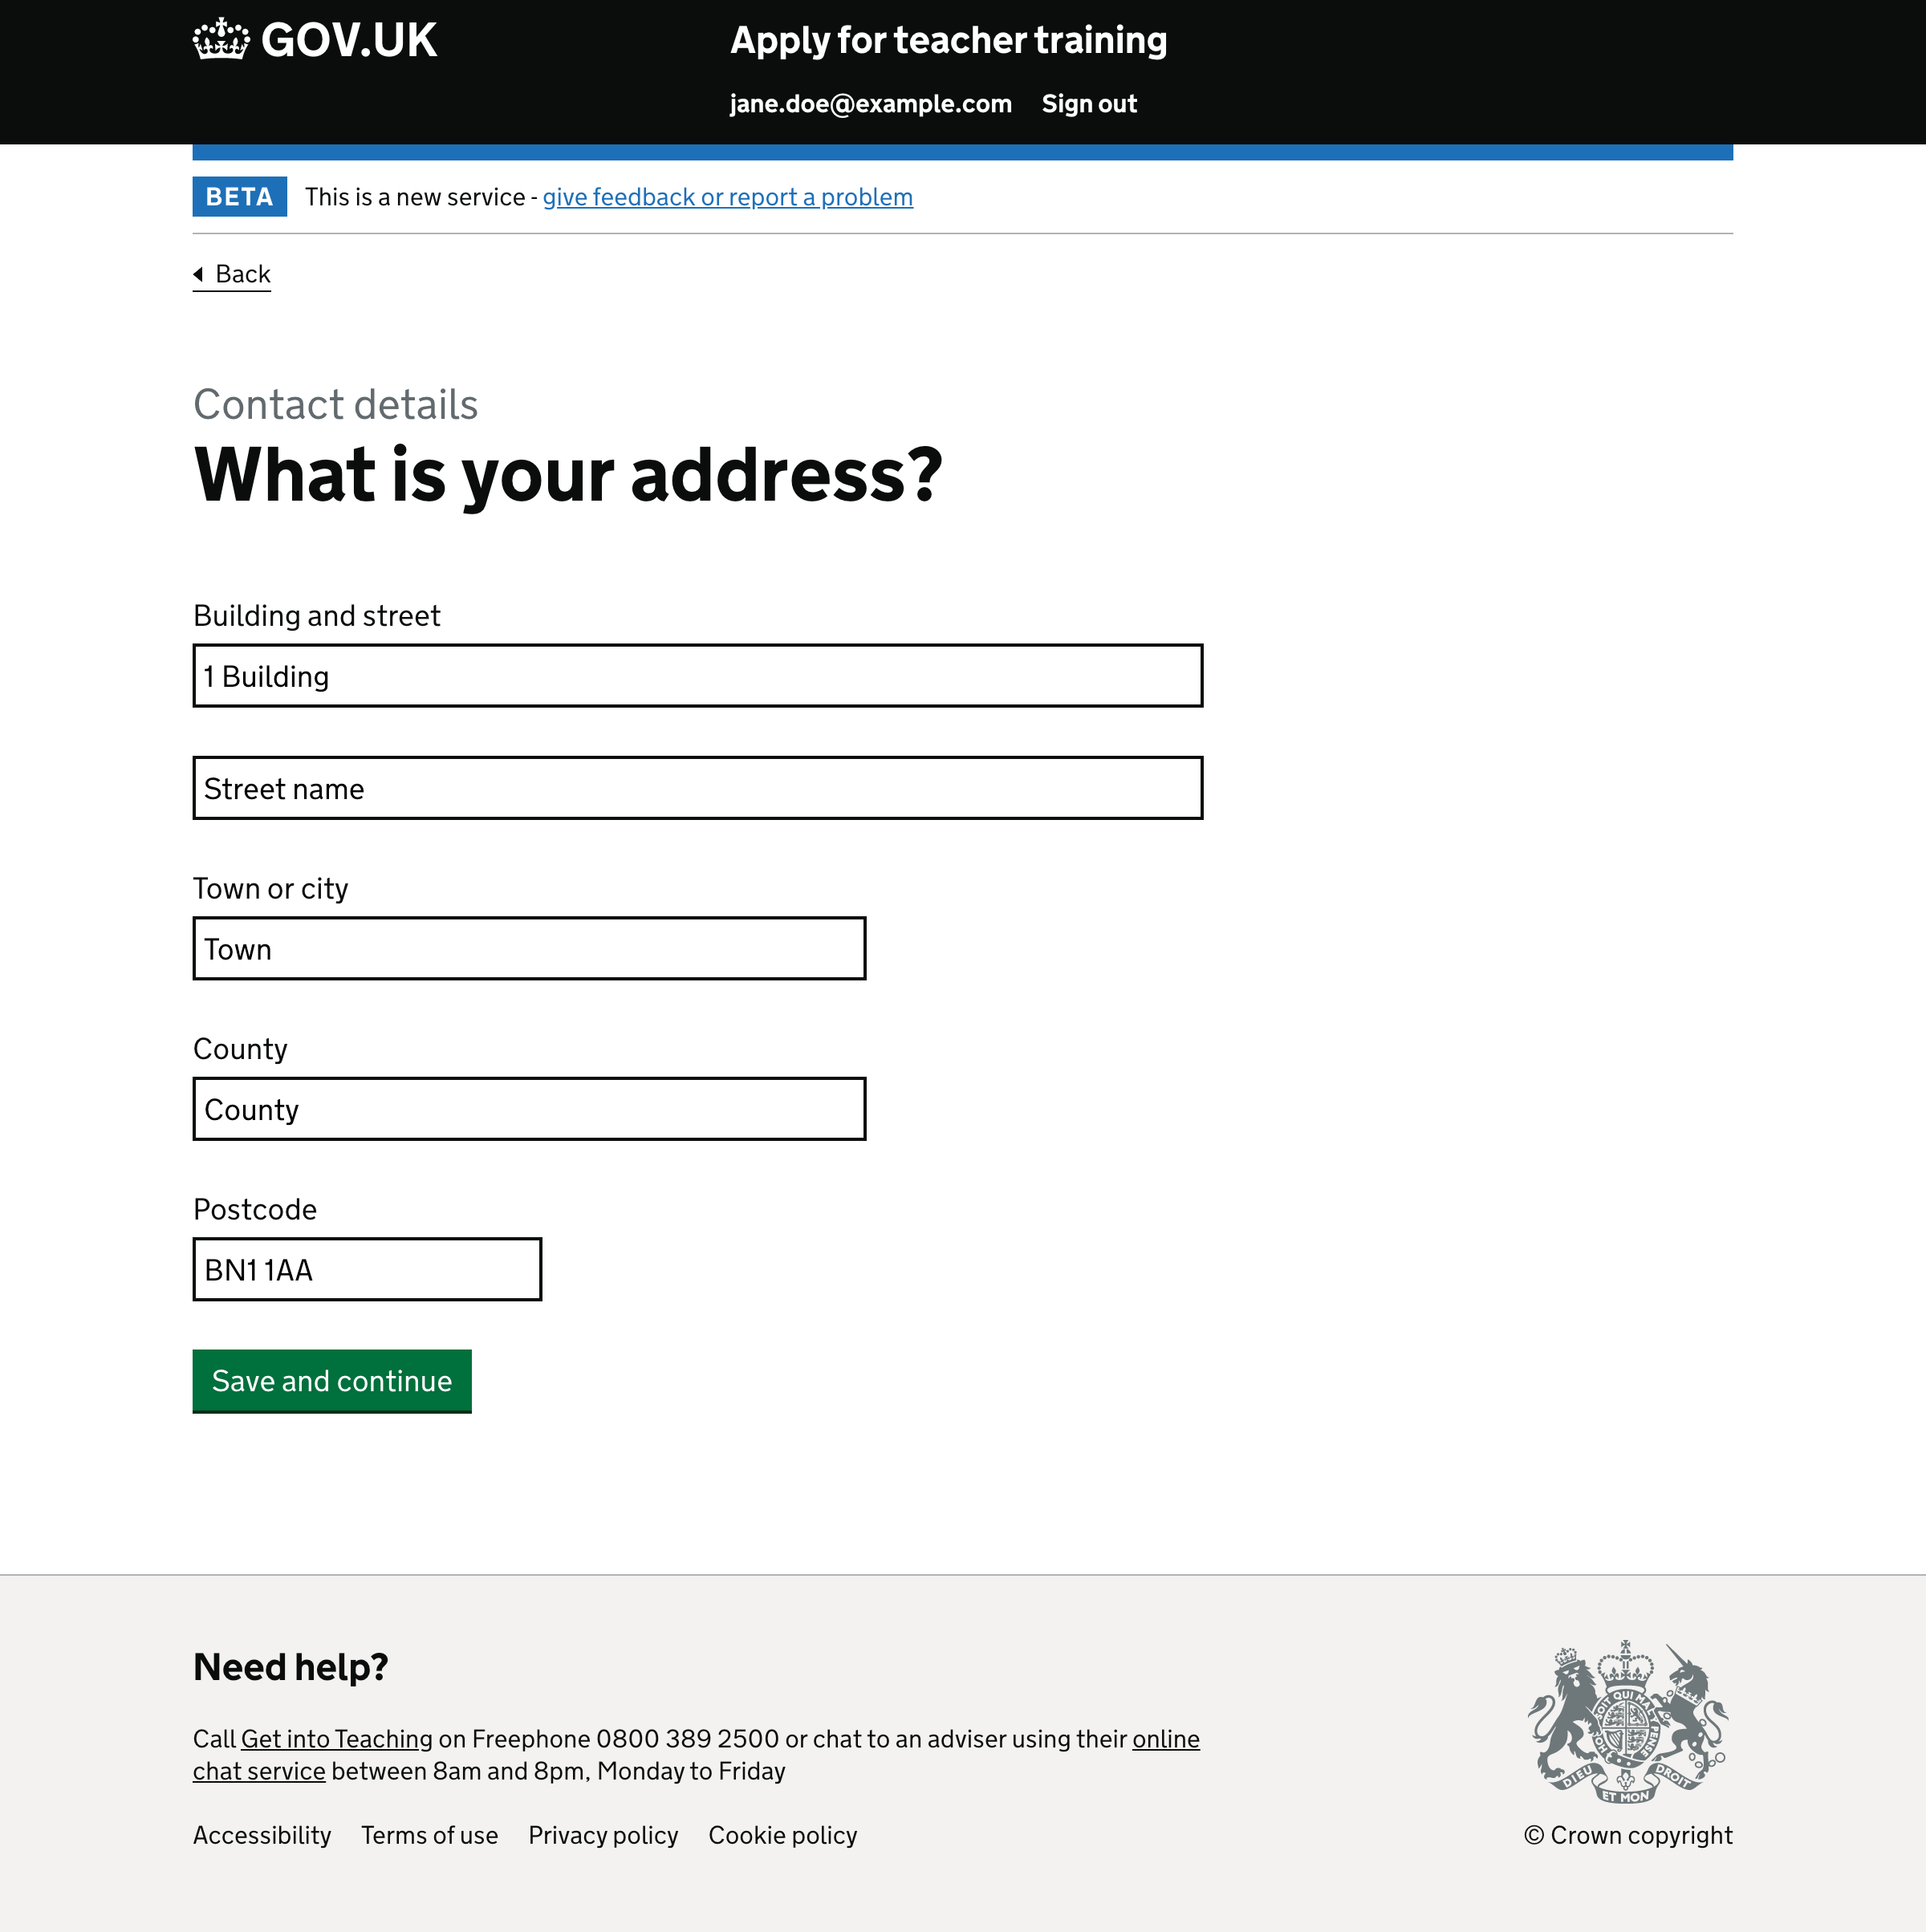 GOV.UK
Apply for teacher training
jane.doe@example.com Sign out
BETA This is a new service - give feedback or report a problem
Back
Contact details
What is your address?
Building and street
1 Building
Street name
Town or city
Town
County
County
Postcode
BN1 1AA
Save and continue
Need help?
Call Get into Teaching on Freephone 0800 389 2500 or chat to an adviser using their online
chat service between 8am and 8pm, Monday to Friday
DIEU ET MON DROIT
Accessibility Terms of use Privacy policy Cookie policy
© Crown copyright